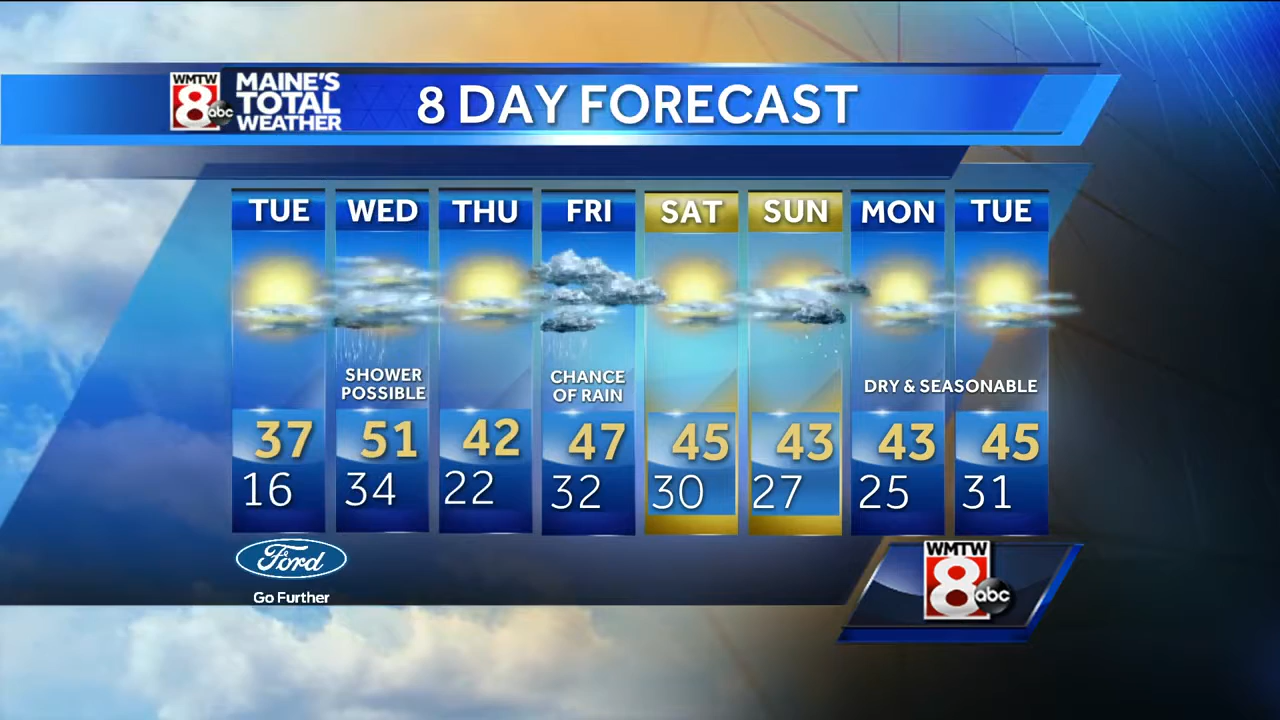 WMTW
8
abc
MAINE'S
TOTAL
WEATHER
8 DAY FORECAST
TUE WED THU FRI SAT SUN MON TUE
SHOWER
POSSIBLE
CHANCE
OF RAIN
DRY & SEASONABLE
37 51 42 47 45 43 43 45
16 34 22 32 30 27 25 31
Ford
Go Further
WMTW
8
abc